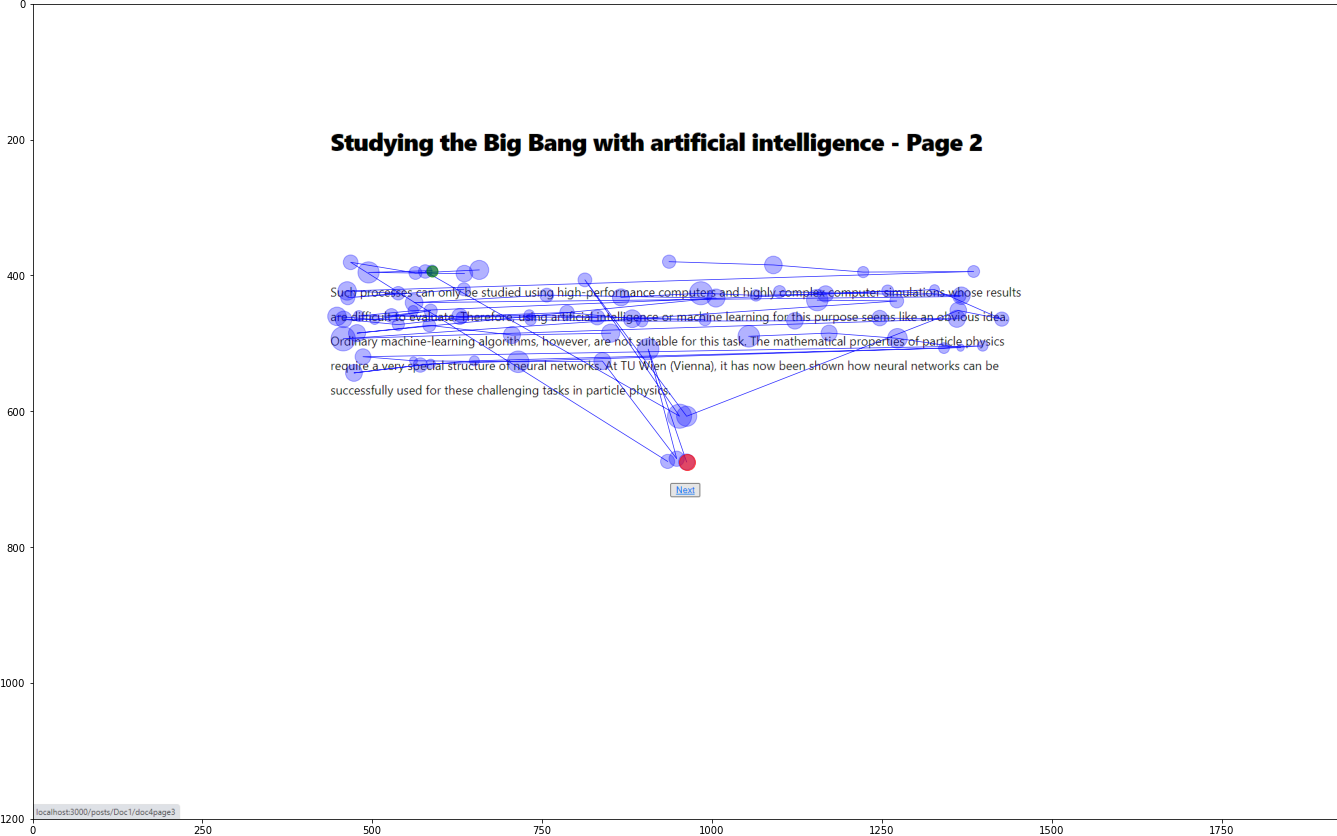 0
200
400
600
800
1000
1200
Studying the Big Bang with artificial intelligence - Page 2
Such processes can only be studied using high-performance computers and highly complex computer simulations whose results
are difficult to evaluate. Therefore, using artificial intelligence or machine learning for this purpose seems like an obvious idea.
Ordinary machine-learning algorithms, however, are not suitable for this task. The mathematical properties of particle physics
require a very special structure of neural networks. At TU Wien (Vienna), it has now been shown how neural networks can be
successfully used for these challenging tasks in particle physics.
Next
localhost:3000/posts/Doc1/doc4page3
0 250 500 750 1000 1250 1500 1750